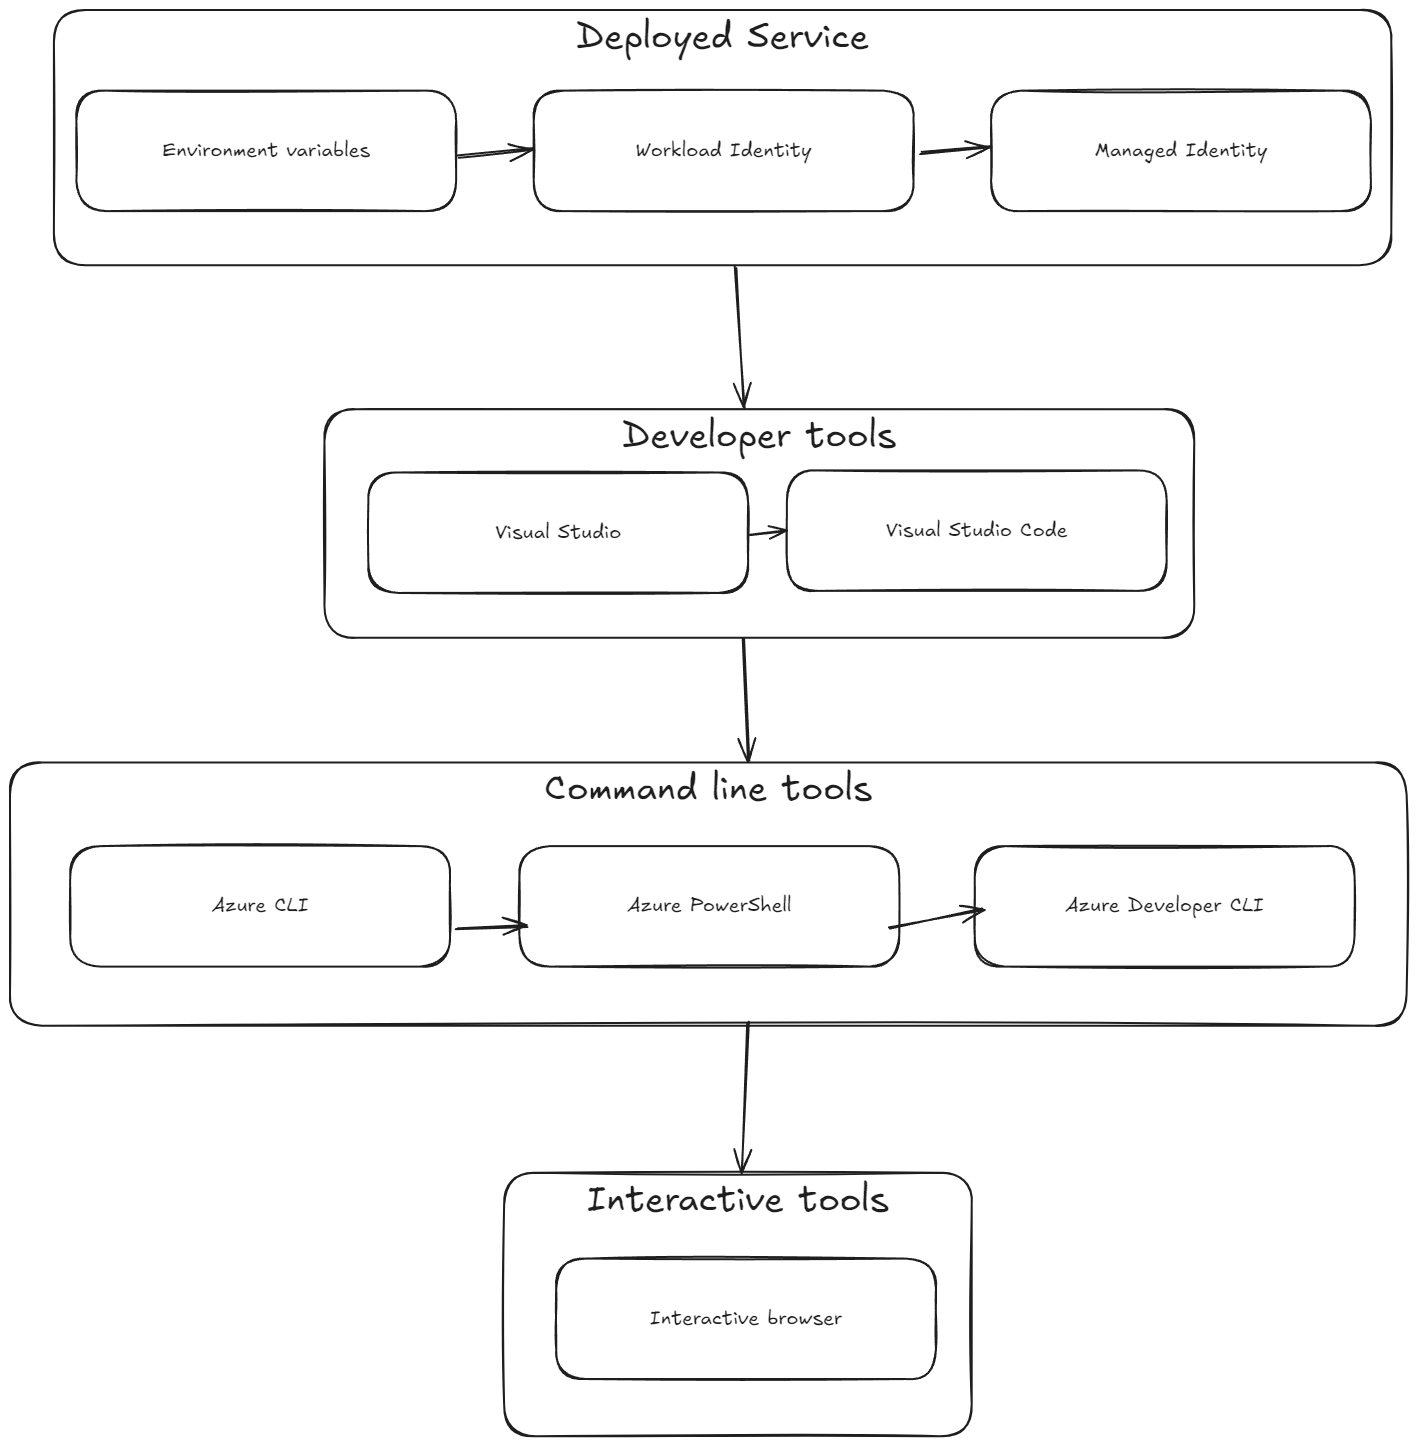 Deployed Service
Environment variables
Workload Identity
Managed Identity
Developer tools
Visual Studio
Visual Studio Code
Command line tools
Azure CLI
Azure PowerShell
Azure Developer CLI
Interactive tools
Interactive browser